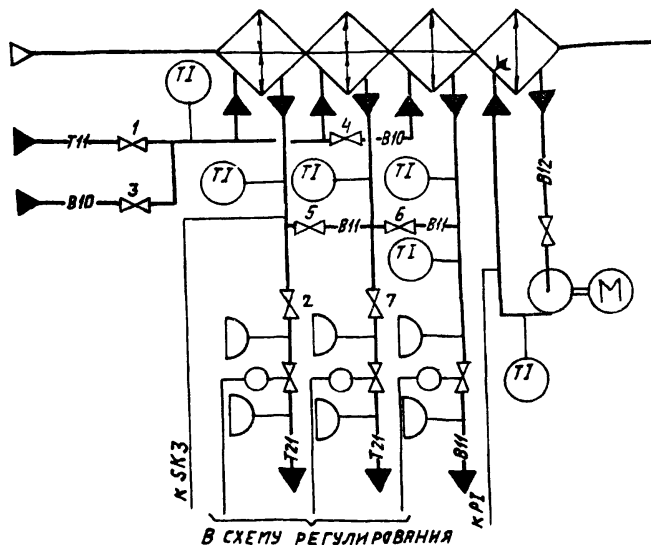 TI
T11
1
4
B10
B10
3
TI
TI
TI
B12
5
B11
6
B11
TI
M
2
7
TI
T21
T21
B11
к SK3
к PI
В СХЕМУ РЕГУЛИРОВАНИЯ